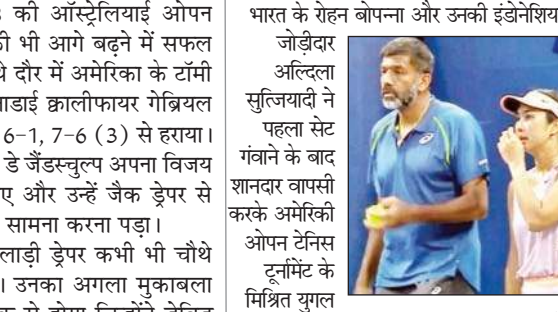 की ऑस्ट्रेलियाई ओपन
भी आगे बढ़ने में सफल
दौर में अमेरिका के टॉमी
क्वालीफायर गेब्रियल
6-1, 7-6 (3) से हराया।
डे जैंडस्चुल्प अपना विजय
और उन्हें जैक ड्रेपर से
सामना करना पड़ा।
ड्रेपर कभी भी चौथे
उनका अगला मुकाबला
भारत के रोहन बोपन्ना और उनकी
जोड़ीदार
अल्दिला
सुत्जियादी ने
पहला सेट
गंवाने के बाद
शानदार वापसी
करके अमेरिकी
ओपन टेनिस
टूर्नामेंट के
मिश्रित युगल